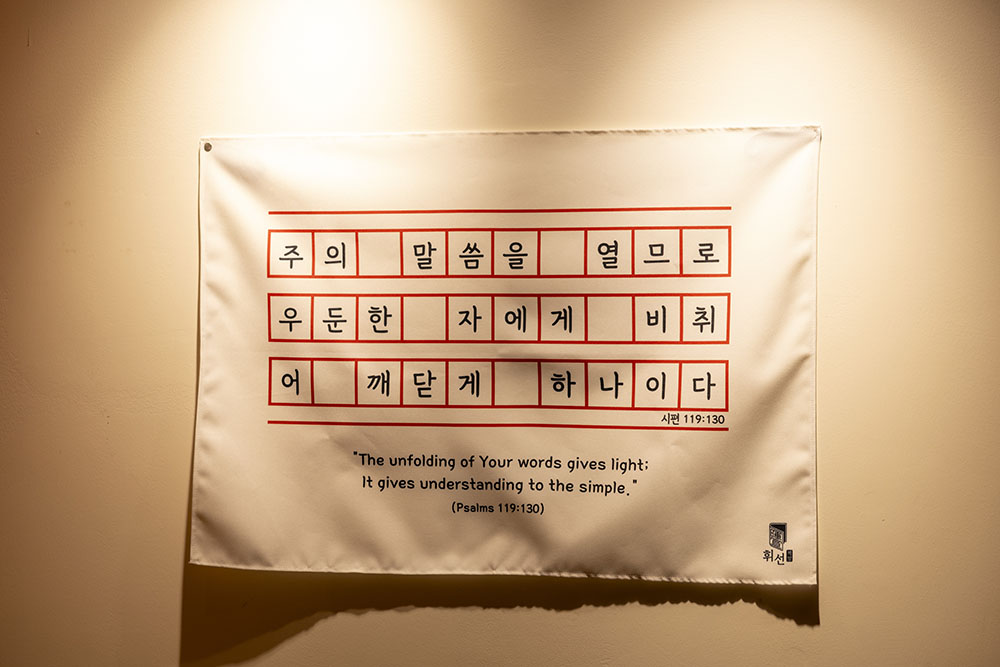 주의 말씀을 열므로
우둔한 자에게 비취
어 깨닫게 하나이다
시편 119:130
"The unfolding of Your words gives light;
It gives understanding to the simple."
(Psalms 119:130)
휘선